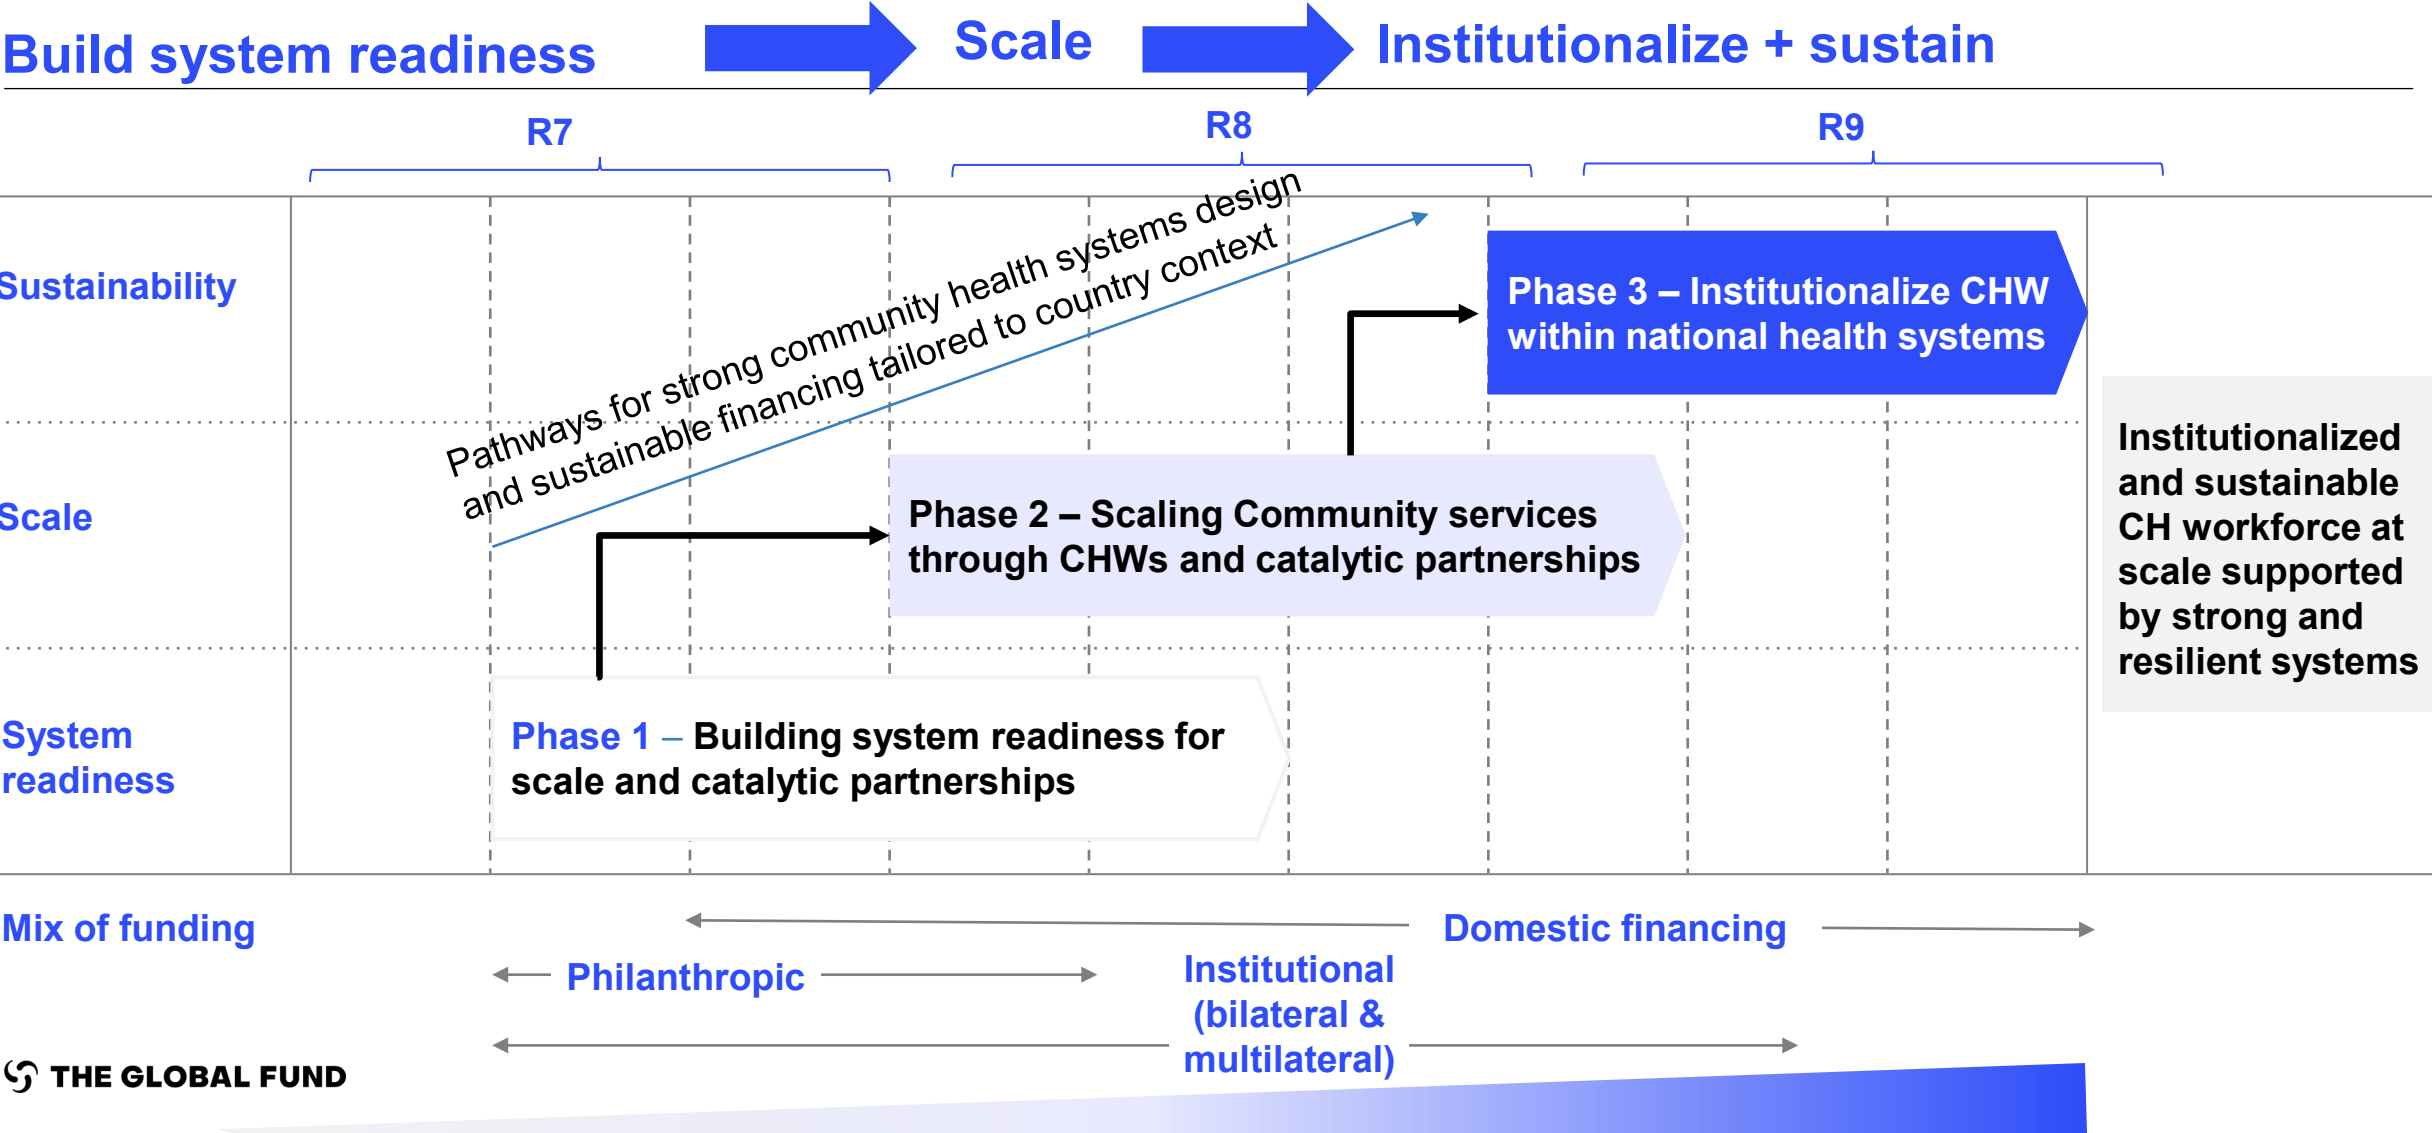 Build system readiness
Scale
Institutionalize + sustain
R7
R8
R9
Sustainability
Pathways for strong community health systems design
and sustainable financing tailored to country context
Phase 3 – Institutionalize CHW
within national health systems
Scale
Phase 2 – Scaling Community services
through CHWs and catalytic partnerships
Institutionalized
and sustainable
CH workforce at
scale supported
by strong and
resilient systems
System
readiness
Phase 1 – Building system readiness for
scale and catalytic partnerships
Mix of funding
Domestic financing
Philanthropic
Institutional
(bilateral &
multilateral)
THE GLOBAL FUND